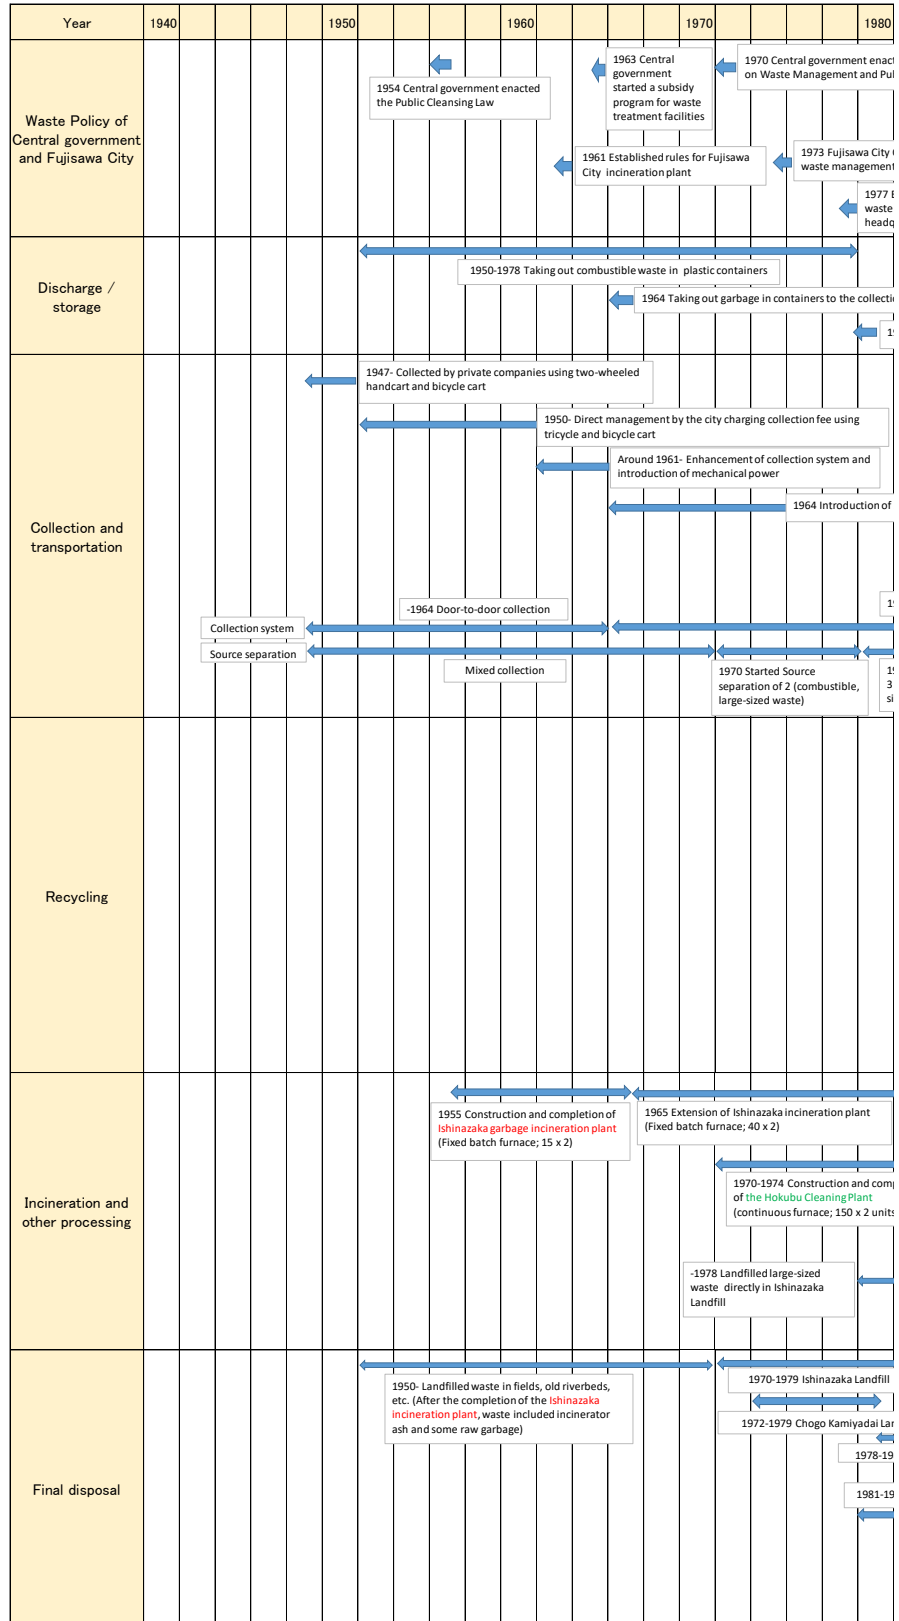 Year
1940
1950
1960
1970
1980
Waste Policy of
Central government
and Fujisawa City
1954 Central government enacted
the Public Cleansing Law
1963 Central
government
started a subsidy
program for waste
treatment facilities
1970 Central government enact
on Waste Management and Pul
1961 Established rules for Fujisawa
City incineration plant
1973 Fujisawa City
waste management
1977
waste
headq
Discharge /
storage
1950-1978 Taking out combustible waste in plastic containers
1964 Taking out garbage in containers to the collectio
Collection and
transportation
1947- Collected by private companies using two-wheeled
handcart and bicycle cart
1950- Direct management by the city charging collection fee using
tricycle and bicycle cart
Around 1961- Enhancement of collection system and
introduction of mechanical power
1964 Introduction of
-1964 Door-to-door collection
Collection system
Source separation
Mixed collection
1970 Started Source
separation of 2 (combustible,
large-sized waste)
19
3
si
Recycling
Incineration and
other processing
1955 Construction and completion of
Ishinazaka garbage incineration plant
(Fixed batch furnace; 15 x 2)
1965 Extension of Ishinazaka incineration plant
(Fixed batch furnace; 40 x 2)
1970-1974 Construction and comp
of the Hokubu Cleaning Plant
(continuous furnace; 150 x 2 units
-1978 Landfilled large-sized
waste directly in Ishinazaka
Landfill
Final disposal
1950- Landfilled waste in fields, old riverbeds,
etc. (After the completion of the Ishinazaka
incineration plant, waste included incinerator
ash and some raw garbage)
1970-1979 Ishinazaka Landfill
1972-1979 Chogo Kamiyadai Lan
1978-19
1981-19